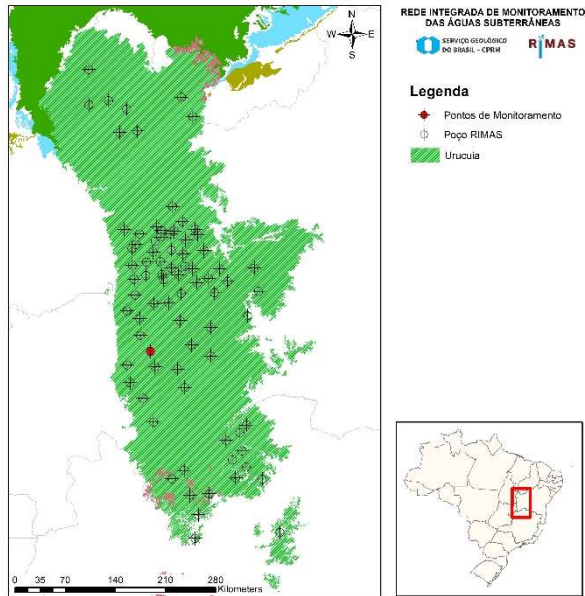 N
W E
S
REDE INTEGRADA DE MONITORAMENTO
DAS ÁGUAS SUBTERRÂNEAS
SERVIÇO GEOLÓGICO
DO BRASIL – CPRM
RIMAS
Legenda
Pontos de Monitoramento
Poço RIMAS
Urucuia
0 35 70 140 210 280
Kilometers